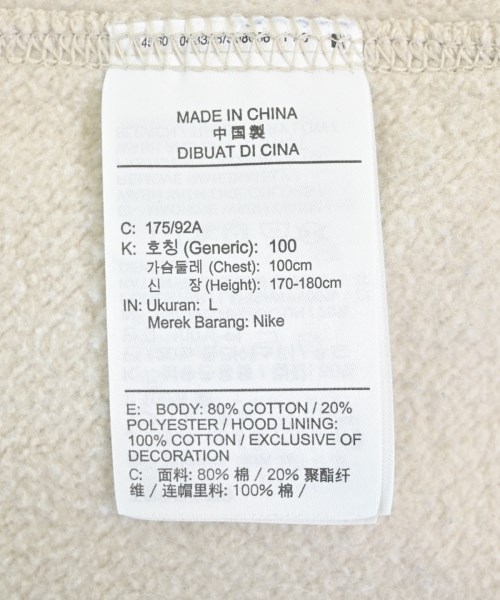 MADE IN CHINA
中国製
DIBUAT DI CINA
C: 175/92A
K: 호칭 (Generic): 100
가슴둘레 (Chest): 100cm
신 장 (Height): 170-180cm
IN: Ukuran: L
Merek Barang: Nike
E: BODY: 80% COTTON / 20%
POLYESTER / HOOD LINING:
100% COTTON / EXCLUSIVE OF
DECORATION
C: 面料: 80% 棉 / 20% 聚酯纤
维 / 连帽里料: 100% 棉 /